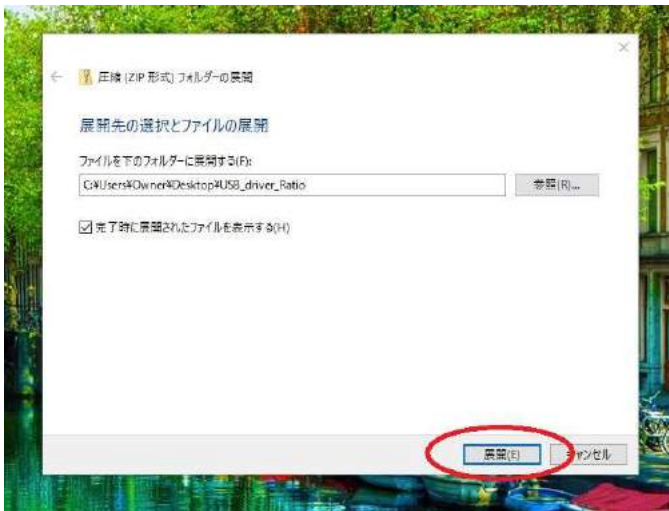 圧縮 (ZIP 形式) フォルダーの展開
展開先の選択とファイルの展開
ファイルを下のフォルダーに展開する(F):
C:¥Users¥Owner¥Desktop¥USB_driver_Ratio
参照(R)...
完了時に展開されたファイルを表示する(H)
展開(E)
キャンセル